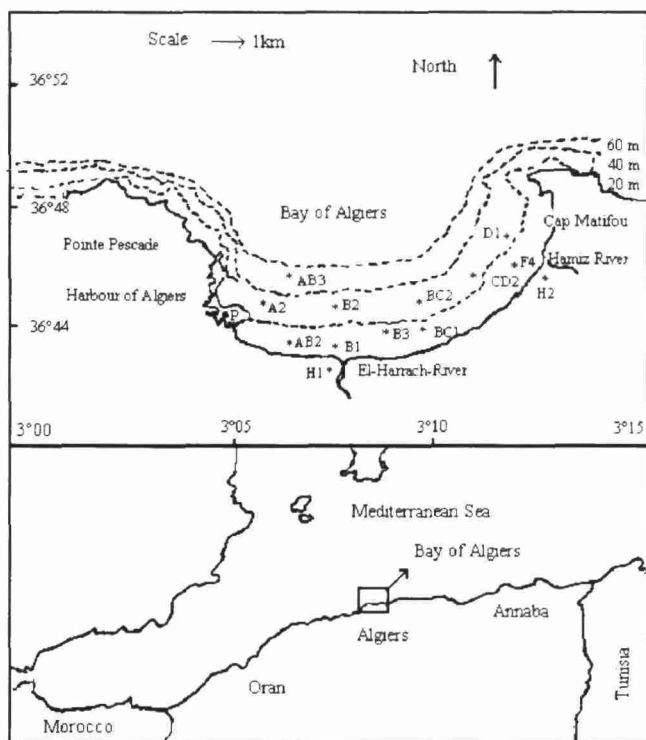 Scale → 1km
North
36°52
60 m
40 m
20 m
36°48
Bay of Algiers
Cap Matifou
Pointe Pescade
D1
Hamiz River
F4
AB3
Harbour of Algiers
A2
B2
BC2
CD2
H2
P
36°44
B3
BC1
AB2
B1
H1
El-Harrach-River
3°00
3°05
3°10
3°15
Mediterranean Sea
Bay of Algiers
Annaba
Algiers
Oran
Tunisia
Morocco